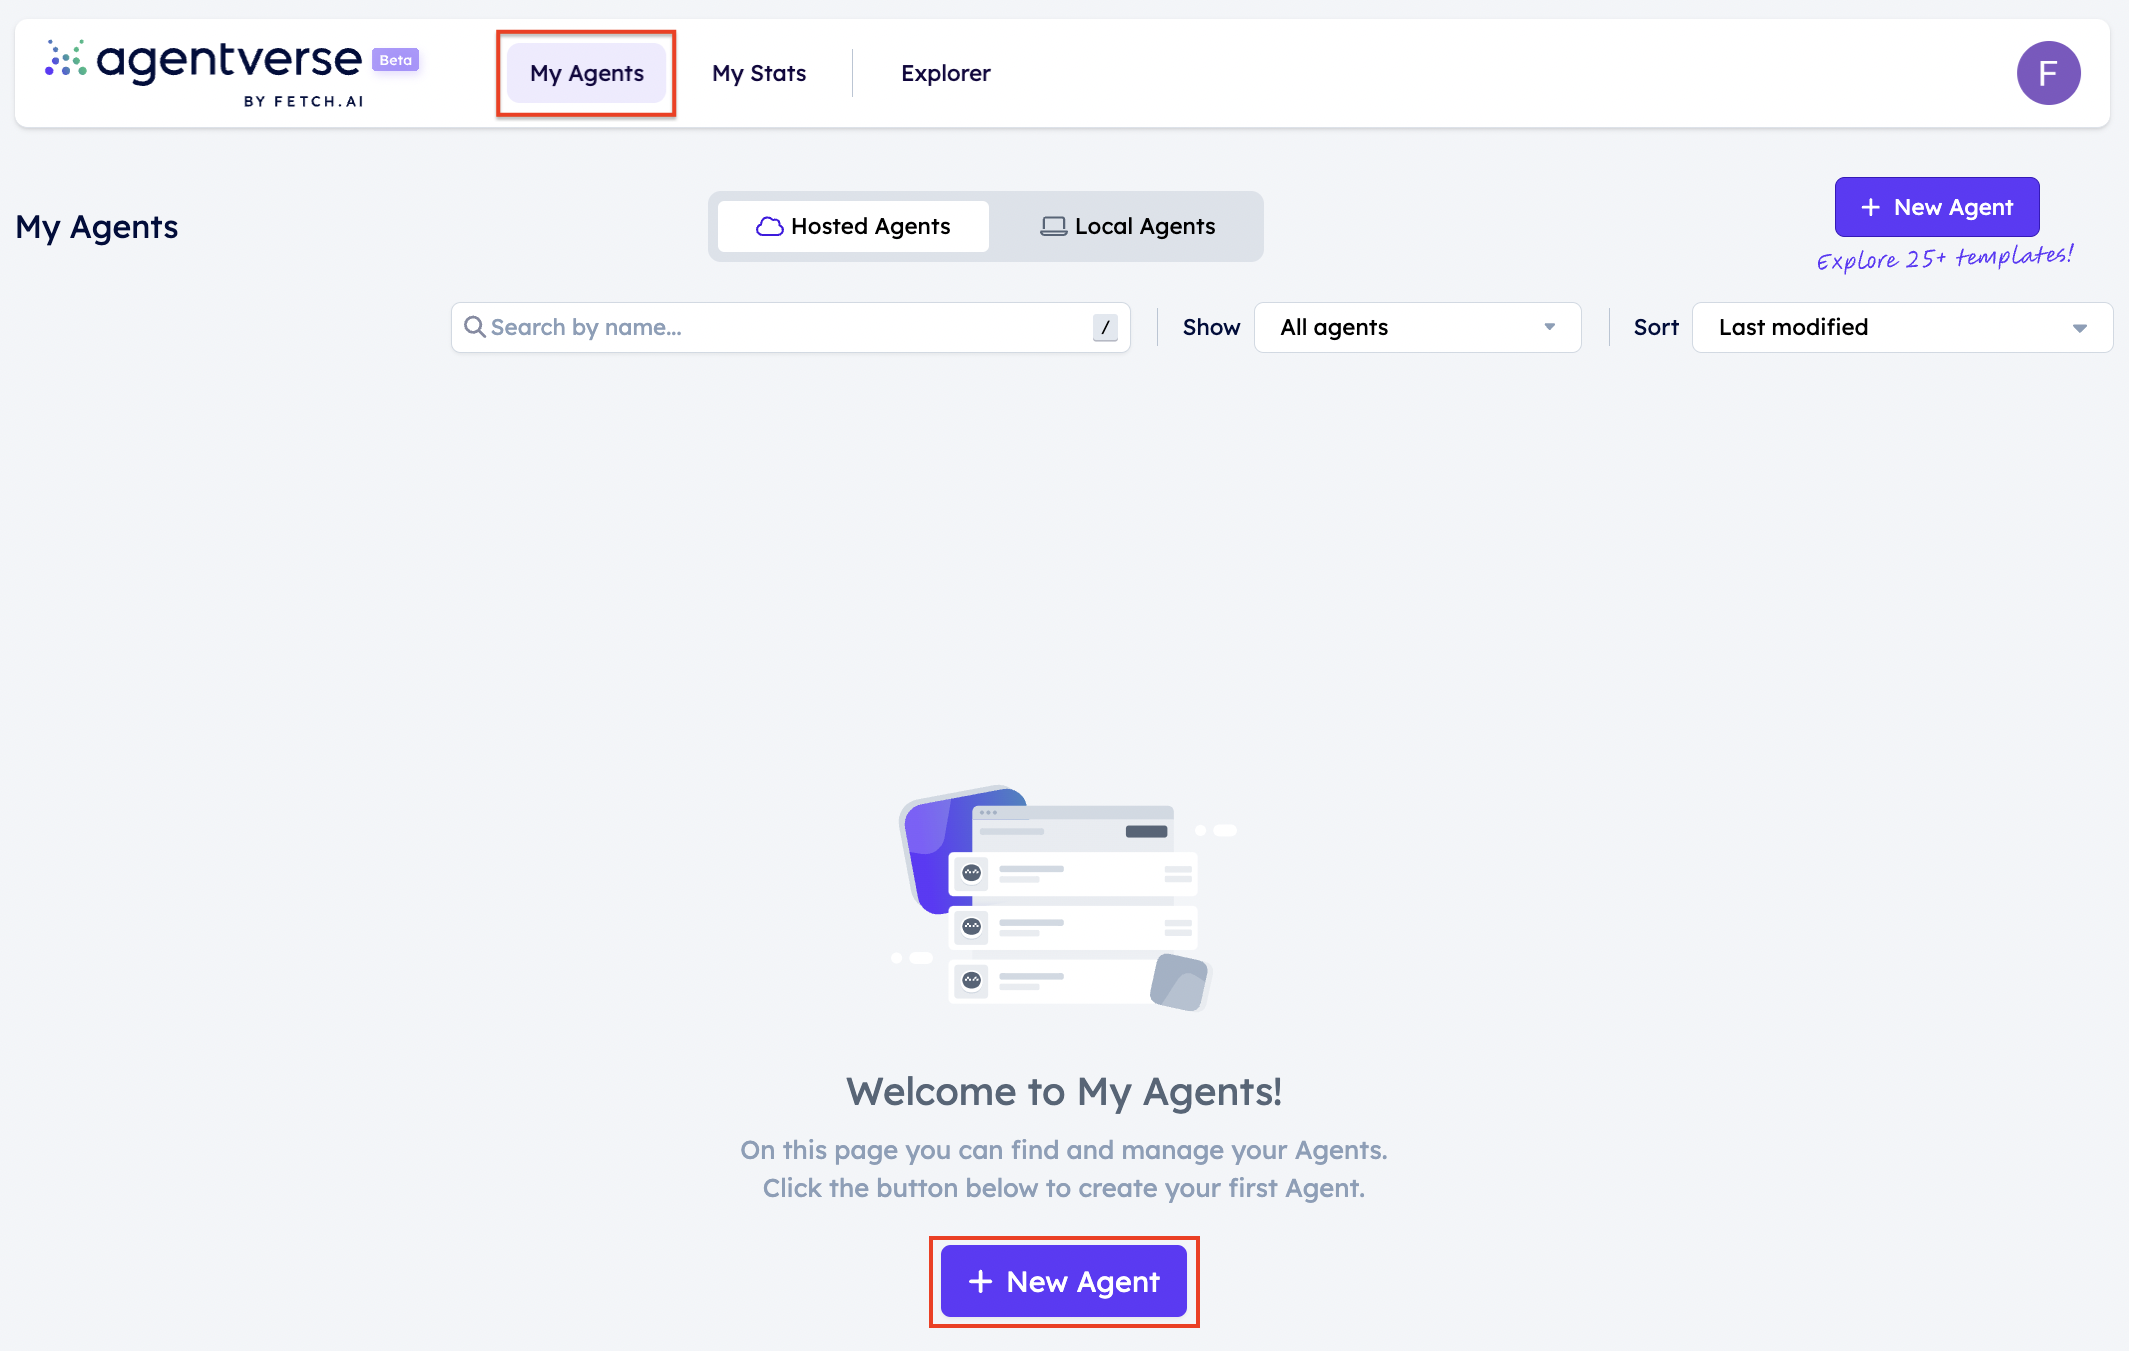 agentverse Beta
BY FETCH.AI
My Agents
My Stats
Explorer
F
My Agents
Hosted Agents
Local Agents
+ New Agent
Explore 25+ templates!
Search by name...
/
Show
All agents
Sort
Last modified
Welcome to My Agents!
On this page you can find and manage your Agents.
Click the button below to create your first Agent.
+ New Agent